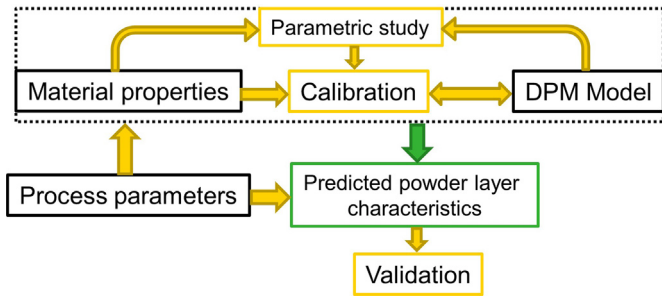 Parametric study
Material properties
Calibration
DPM Model
Process parameters
Predicted powder layer
characteristics
Validation